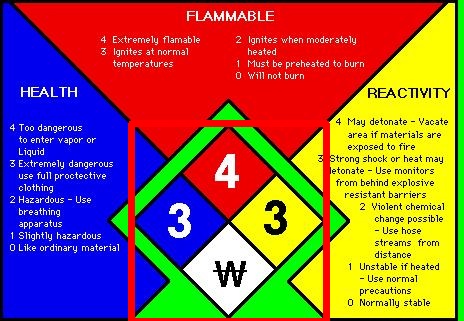 FLAMMABLE
4 Extremely flamable
3 Ignites at normal
temperatures
2 Ignites when moderately
heated
1 Must be preheated to burn
0 Will not burn
HEALTH
4 Too dangerous
to enter vapor or
Liquid
3 Extremely dangerous
use full proctective
clothing
2 Hazardous - Use
breathing
apparatus
1 Slightly hazardous
0 Like ordinary material
REACTIVITY
4 May detonate - Vacate
area if materials are
exposed to fire
3 Strong shock or heat may
detonate - Use monitors
from behind explosive
resistant barriers
2 Violent chemical
change possible
- Use hose
streams from
distance
1 Unstable if heated
- Use normal
precautions
0 Normally stable
4
3
3
W